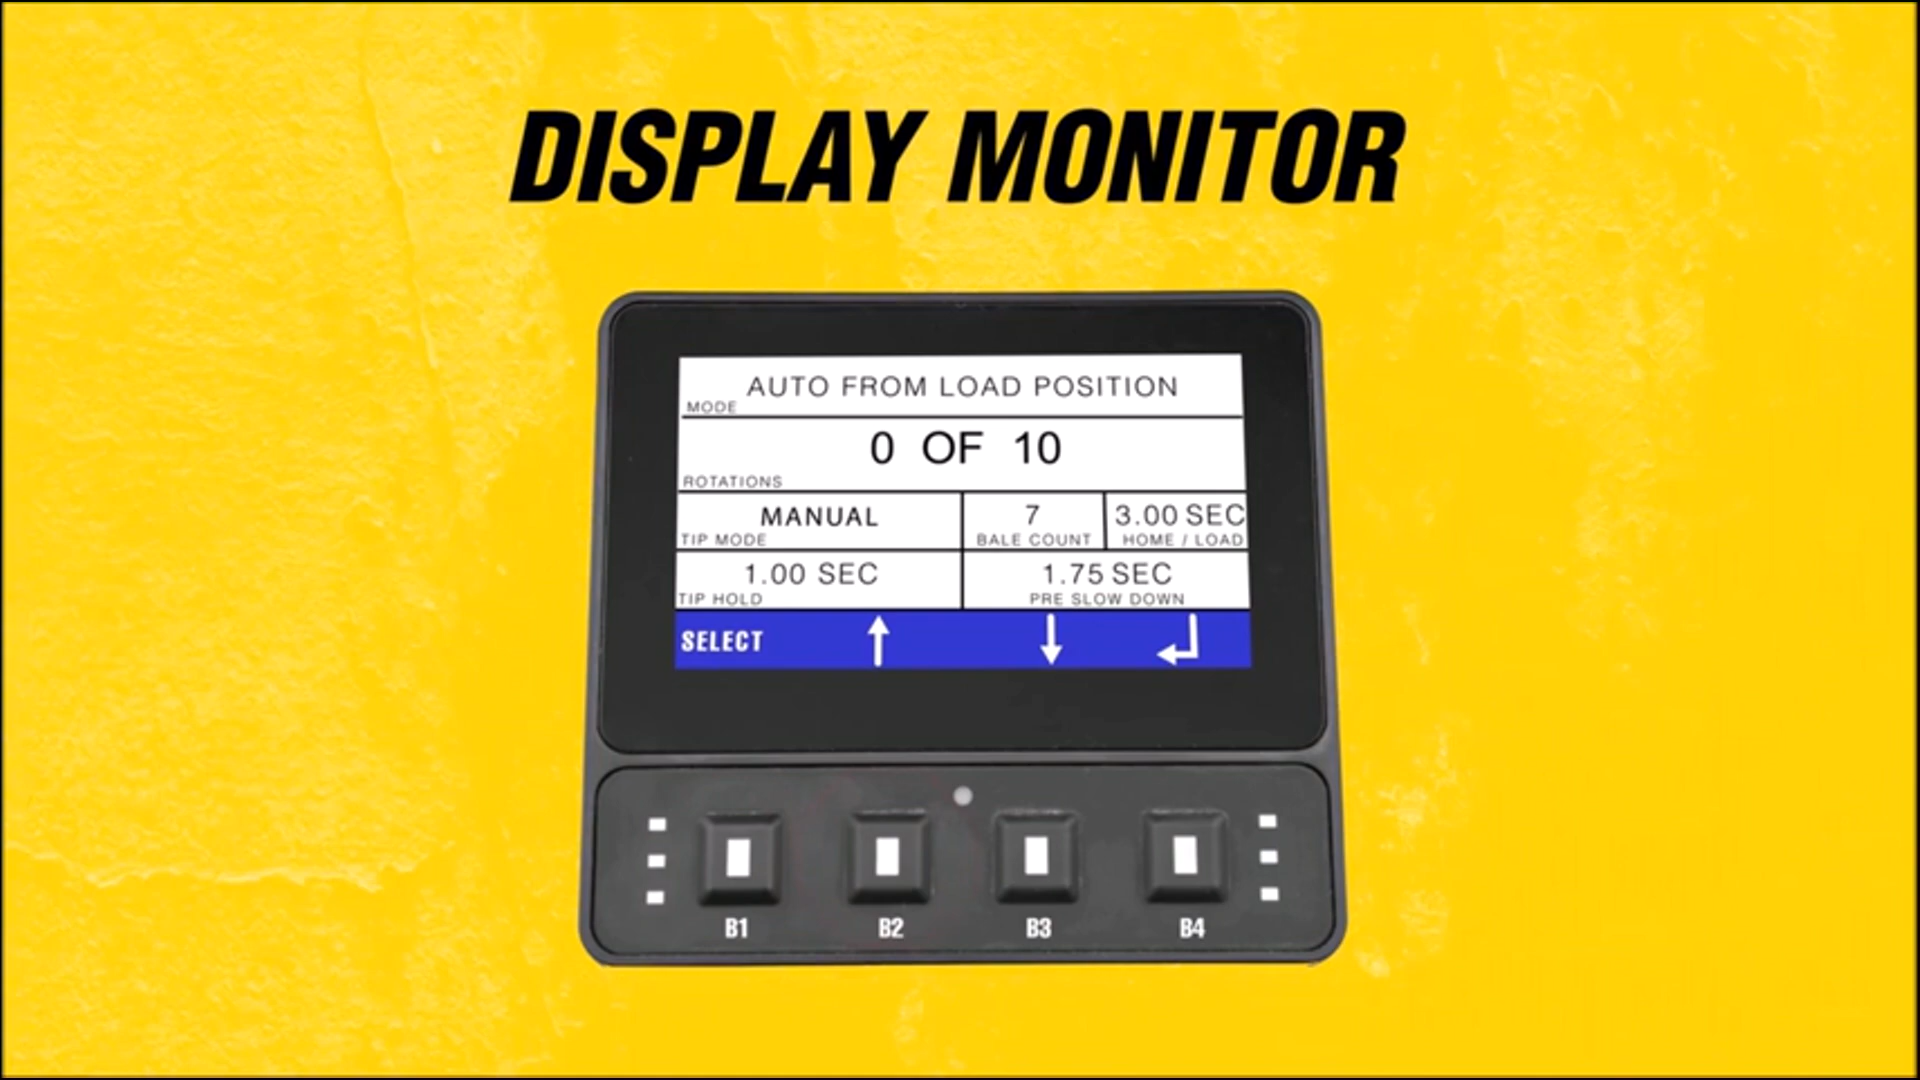 DISPLAY MONITOR
AUTO FROM LOAD POSITION
MODE
0 OF 10
ROTATIONS
MANUAL
TIP MODE
7
BALE COUNT
3.00 SEC
HOME / LOAD
1.00 SEC
TIP HOLD
1.75 SEC
PRE SLOW DOWN
SELECT
B1 B2 B3 B4